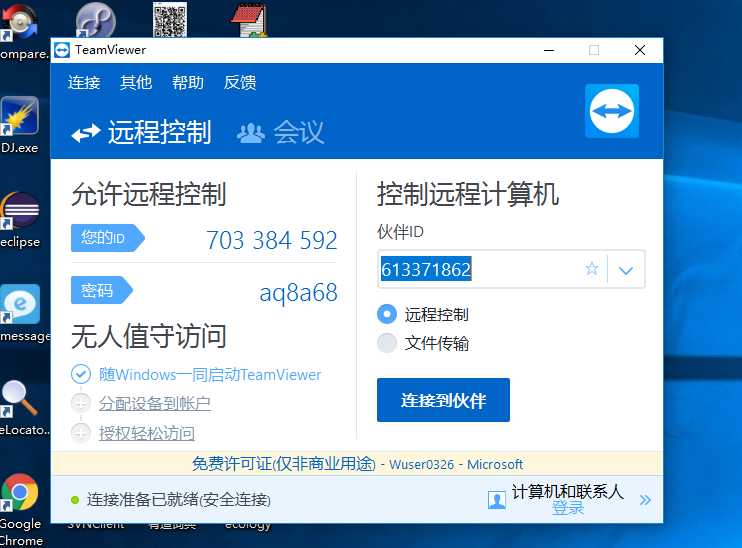 TeamViewer
连接 其他 帮助 反馈
远程控制 会议
允许远程控制
您的ID 703 384 592
密码 aq8a68
无人值守访问
随Windows一同启动TeamViewer
分配设备到帐户
授权轻松访问
控制远程计算机
伙伴ID
613371862
远程控制
文件传输
连接到伙伴
免费许可证(仅非商业用途) - Wuser0326 - Microsoft
连接准备已就绪(安全连接)
计算机和联系人
登录
ompare.
DJ.exe
eclipse
message
eLocato..
Google
Chrome
SVNClient
有道词典
ecology